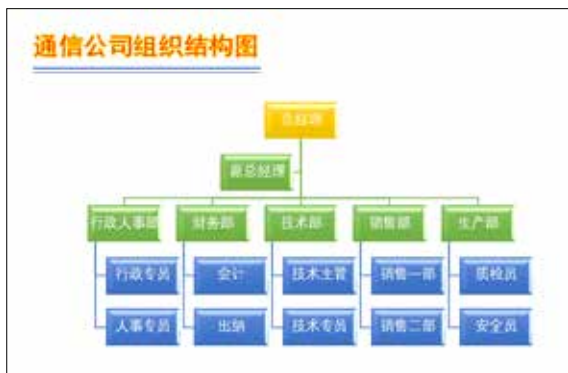 通信公司组织结构图
总经理
副总经理
行政人事部 财务部 技术部 销售部 生产部
行政专员 会计 技术主管 销售一部 质检员
人事专员 出纳 技术专员 销售二部 安全员